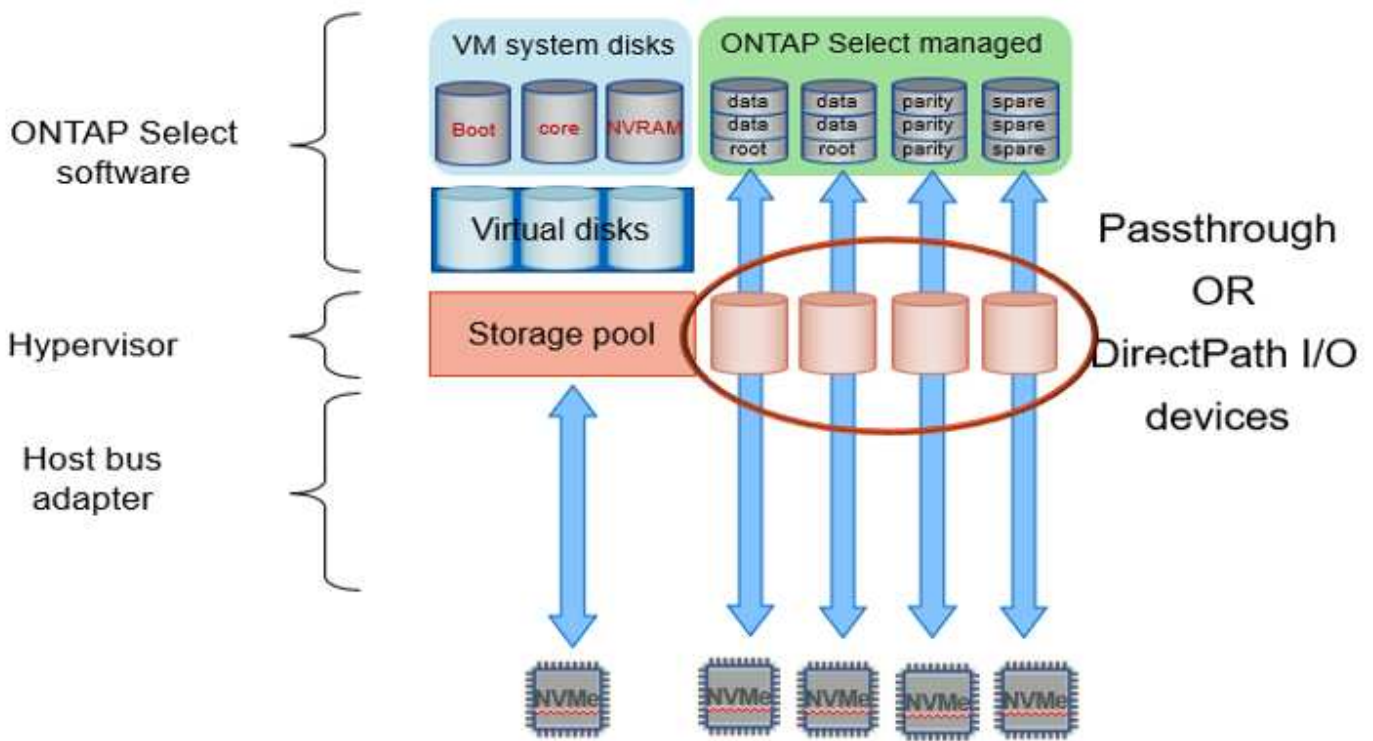 VM system disks
ONTAP Select managed
Boot
core
NVRAM
data
data
root
data
data
root
parity
parity
parity
spare
spare
spare
ONTAP Select
software
Virtual disks
Passthrough
OR
DirectPath I/O
devices
Hypervisor
Storage pool
Host bus
adapter
NVMe
NVMe
NVMe
NVMe
NVMe